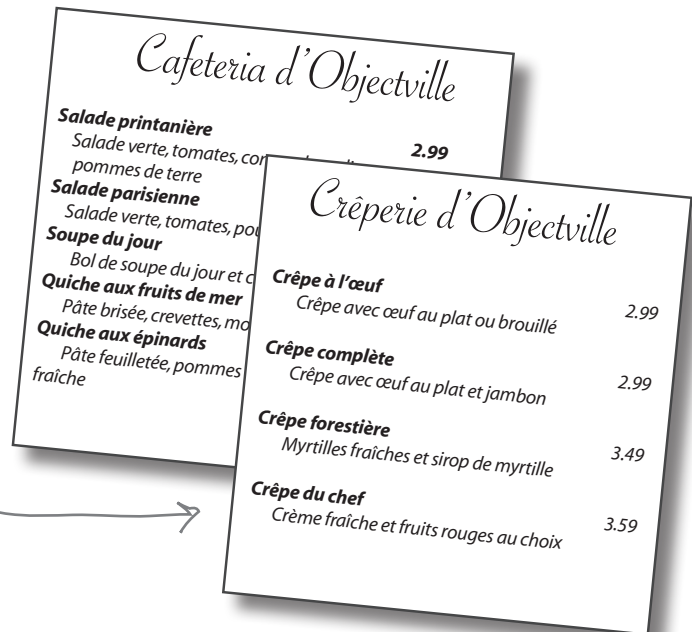 Cafeteria d'Objectville
Salade printanière 2.99
Salade verte, tomates,
pommes de terre
Salade parisienne
Salade verte, tomates,
Soupe du jour
Bol de soupe du jour et
Quiche aux fruits de mer
Pâte brisée, crevettes,
Quiche aux épinards
Pâte feuilletée, pommes
fraîche
Crêperie d'Objectville
Crêpe à l'œuf 2.99
Crêpe avec œuf au plat ou brouillé
Crêpe complète 2.99
Crêpe avec œuf au plat et jambon
Crêpe forestière 3.49
Myrtilles fraîches et sirop de myrtille
Crêpe du chef 3.59
Crème fraîche et fruits rouges au choix